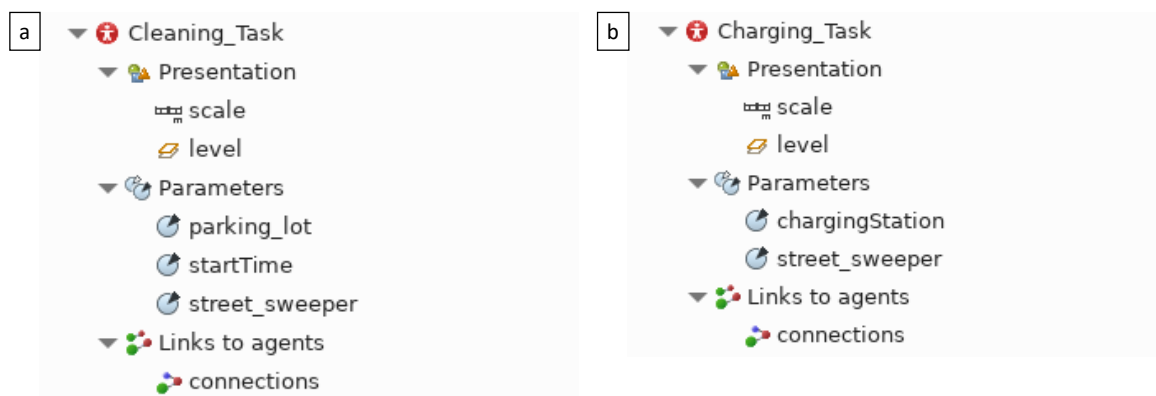 a
Cleaning_Task
Presentation
scale
level
Parameters
parking_lot
startTime
street_sweeper
Links to agents
connections
b
Charging_Task
Presentation
scale
level
Parameters
chargingStation
street_sweeper
Links to agents
connections